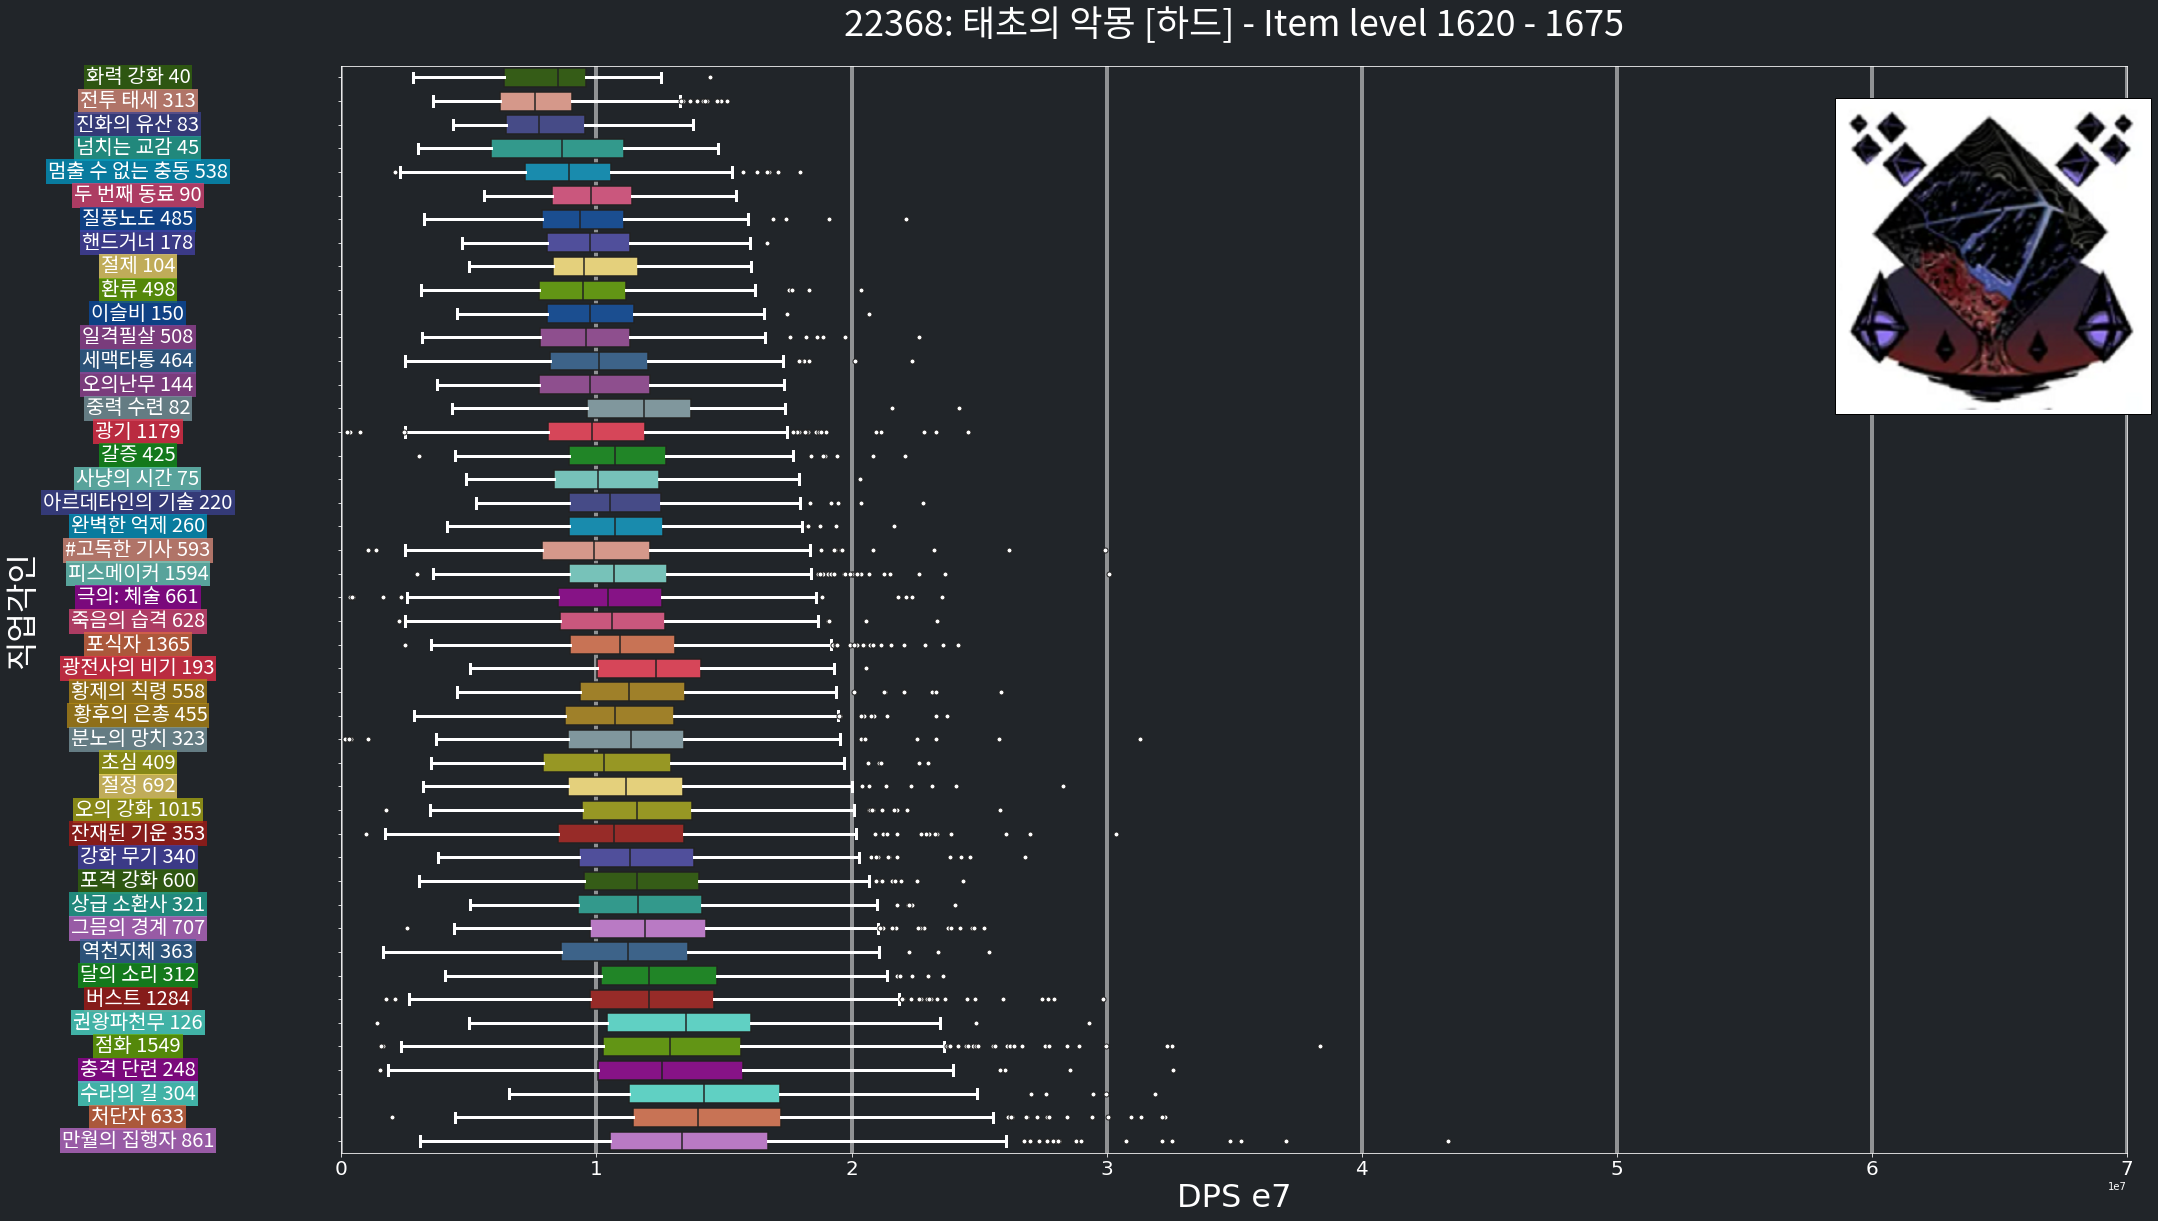 22368: 태초의 악몽 [하드] - Item level 1620 - 1675
화력 강화 40
전투 태세 313
진화의 유산 83
넘치는 교감 45
멈출 수 없는 충동 538
두 번째 동료 90
질풍노도 485
핸드거너 178
절제 104
환류 498
이슬비 150
일격필살 508
세맥타통 464
오의난무 144
중력 수련 82
광기 1179
갈증 425
사냥의 시간 75
아르데타인의 기술 220
완벽한 억제 260
#고독한 기사 593
피스메이커 1594
극의: 체술 661
죽음의 습격 628
포식자 1365
광전사의 비기 193
황제의 칙령 558
황후의 은총 455
분노의 망치 323
초심 409
절정 692
오의 강화 1015
잔재된 기운 353
강화 무기 340
포격 강화 600
상급 소환사 321
그믐의 경계 707
역천지체 363
달의 소리 312
버스트 1284
권왕파천무 126
점화 1549
충격 단련 248
수라의 길 304
처단자 633
만월의 집행자 861
직업각인
0 1 2 3 4 5 6 7
1e7
DPS e7